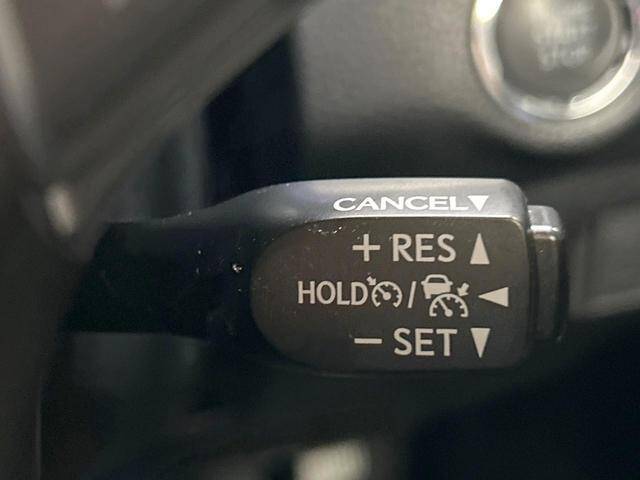 CANCEL▼
+ RES ▲
HOLD / ◀
− SET ▼